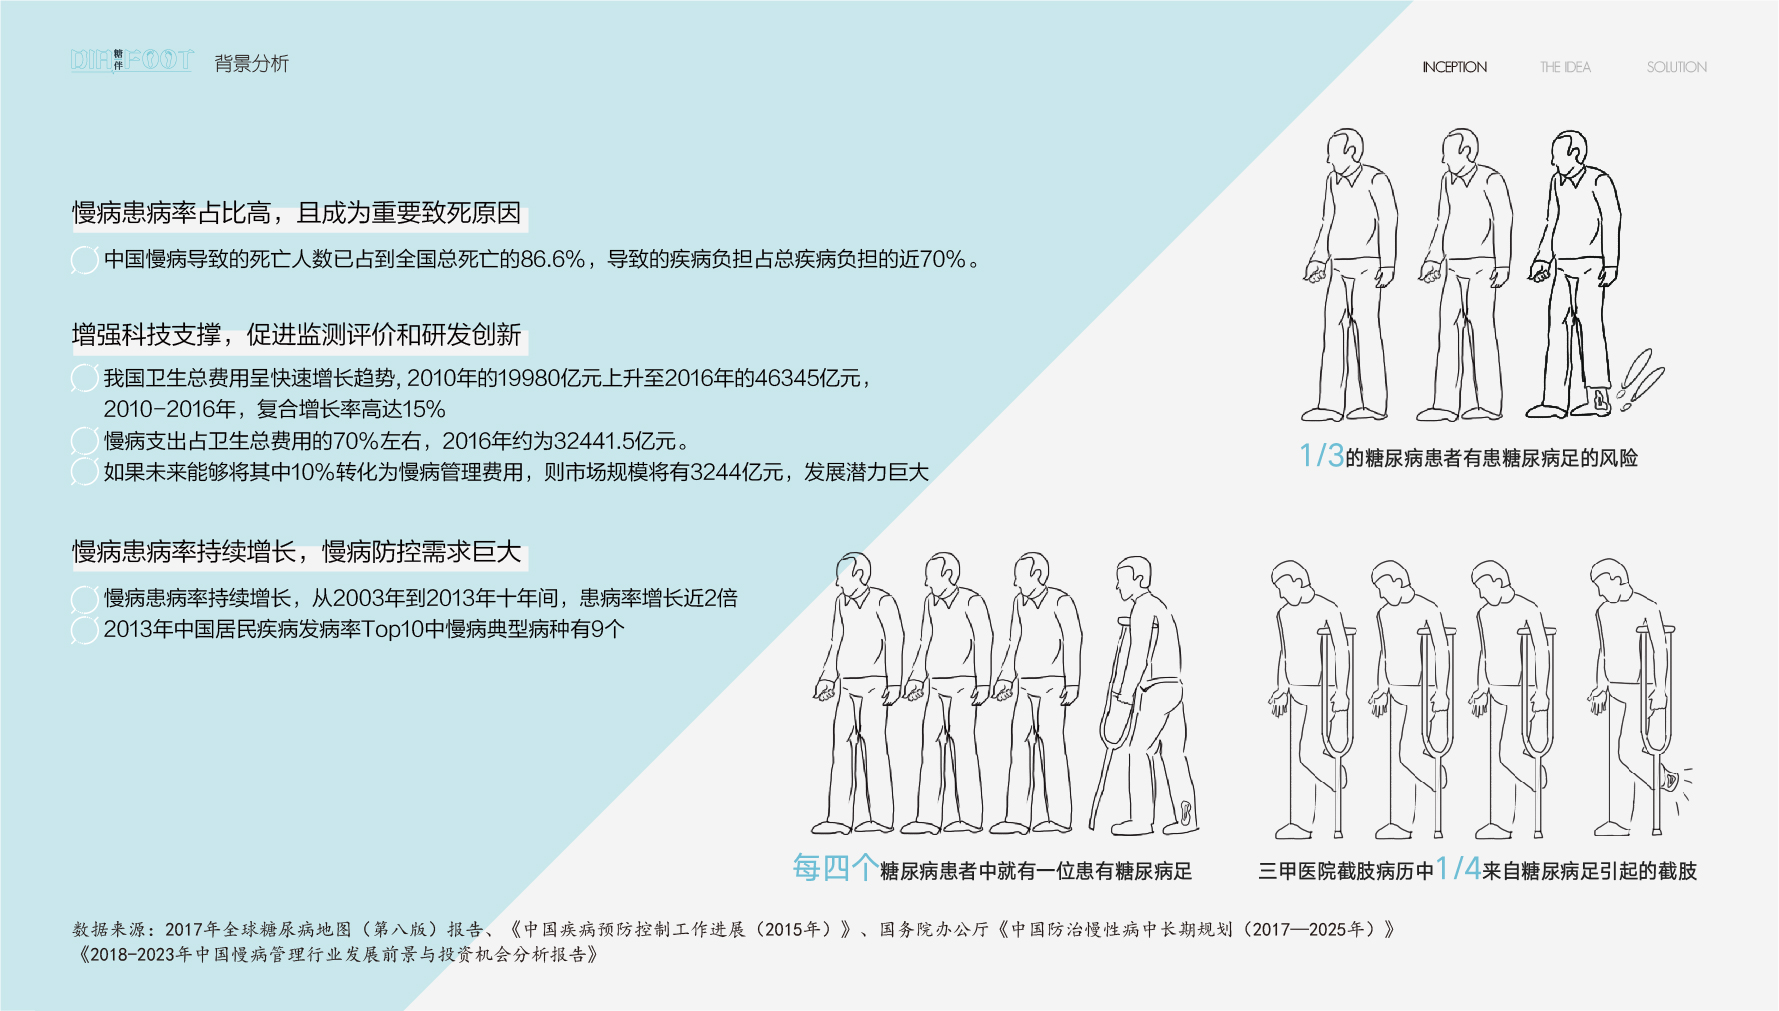 DIAFOOT 糖伴 背景分析
INCEPTION THE IDEA SOLUTION
慢病患病率占比高，且成为重要致死原因
中国慢病导致的死亡人数已占到全国总死亡的86.6%，导致的疾病负担占总疾病负担的近70%。
增强科技支撑，促进监测评价和研发创新
我国卫生总费用呈快速增长趋势，2010年的19980亿元上升至2016年的46345亿元，
2010-2016年，复合增长率高达15%
慢病支出占卫生总费用的70%左右，2016年约为32441.5亿元。
如果未来能够将其中10%转化为慢病管理费用，则市场规模将有3244亿元，发展潜力巨大
慢病患病率持续增长，慢病防控需求巨大
慢病患病率持续增长，从2003年到2013年十年间，患病率增长近2倍
2013年中国居民疾病发病率Top10中慢病典型病种有9个
1/3的糖尿病患者有患糖尿病足的风险
每四个糖尿病患者中就有一位患有糖尿病足
三甲医院截肢病历中1/4来自糖尿病足引起的截肢
数据来源：2017年全球糖尿病地图（第八版）报告、《中国疾病预防控制工作进展（2015年）》、国务院办公厅《中国防治慢性病中长期规划（2017—2025年）》
《2018-2023年中国慢病管理行业发展前景与投资机会分析报告》